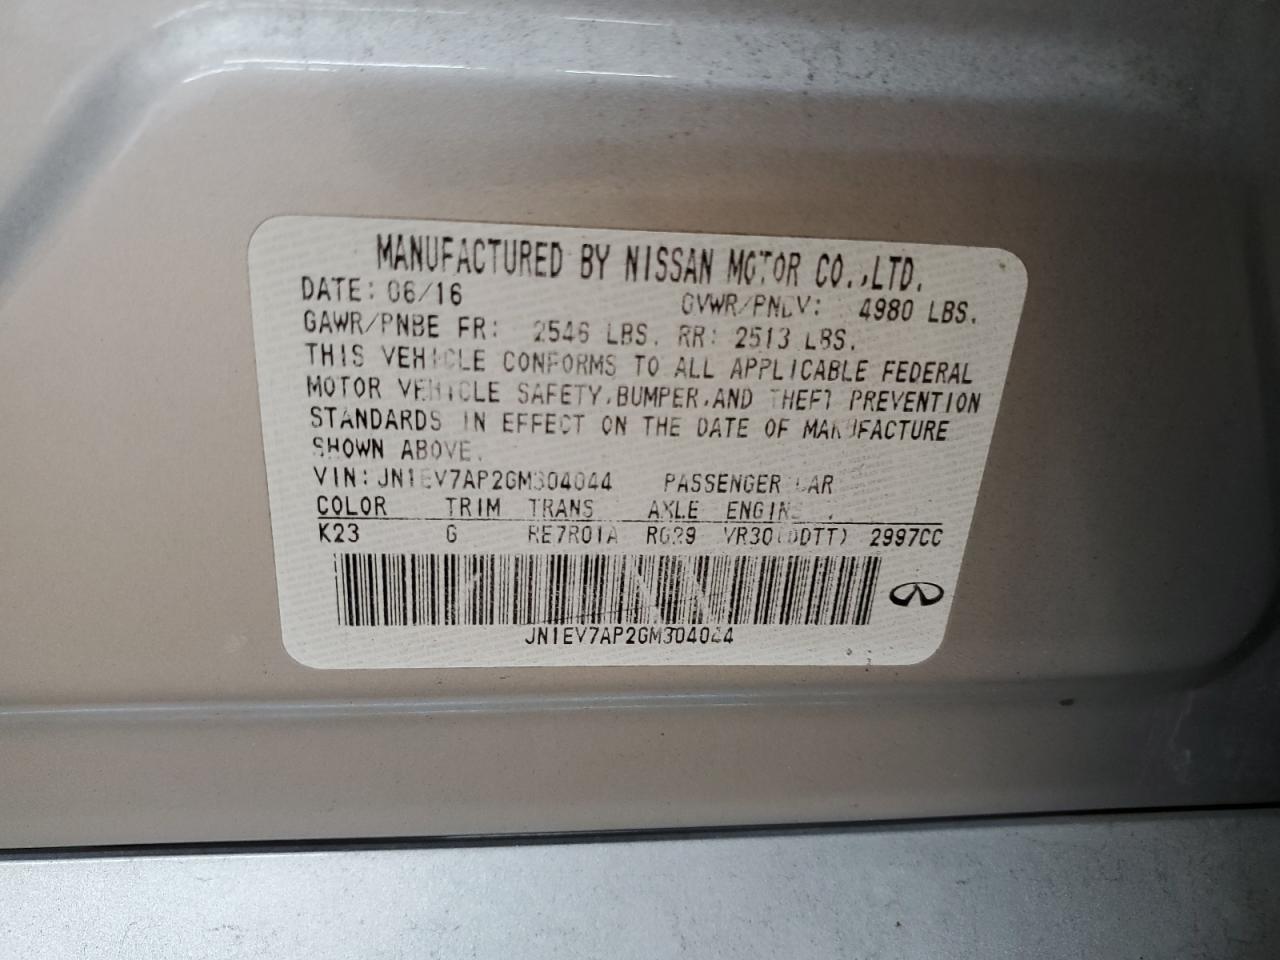 MANUFACTURED BY NISSAN MOTOR CO.,LTD.
DATE: 06/16 GVWR/PNBV: 4980 LBS.
GAWR/PNBE FR: 2546 LBS. RR: 2513 LBS.
THIS VEHICLE CONFORMS TO ALL APPLICABLE FEDERAL
MOTOR VEHICLE SAFETY,BUMPER,AND THEFT PREVENTION
STANDARDS IN EFFECT ON THE DATE OF MANUFACTURE
SHOWN ABOVE.
VIN:JN1EV7AP2GM304044 PASSENGER CAR
COLOR TRIM TRANS AXLE ENGINE
K23 G RE7R01A RG29 VR30(DDTT) 2997CC
JN1EV7AP2GM304044